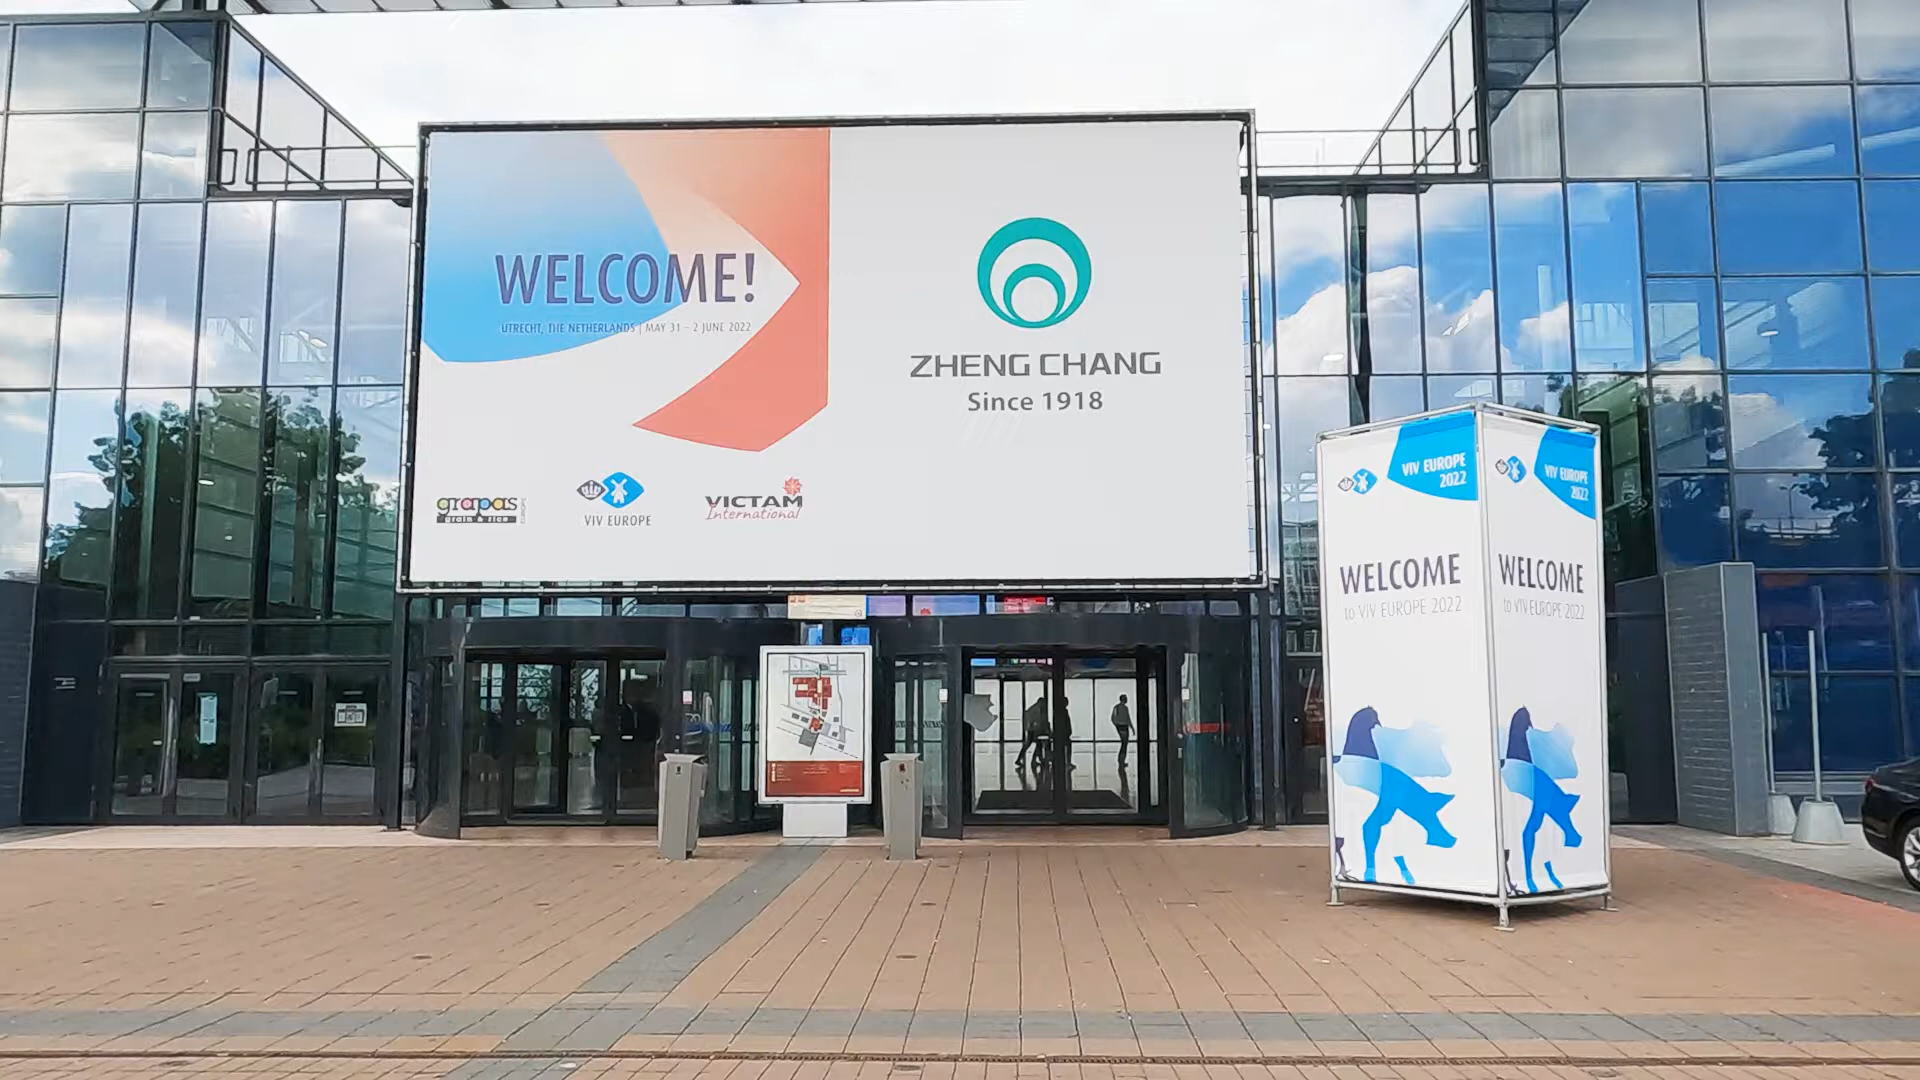 WELCOME!
UTRECHT, THE NETHERLANDS | MAY 31 – 2 JUNE 2022
ZHENG CHANG
Since 1918
grapas
EUROPE
grain & rice
VIV EUROPE
VICTAM
International
VIV EUROPE
2022
WELCOME
to VIV EUROPE 2022
VIV EUROPE
2022
WELCOME
to VIV EUROPE 2022